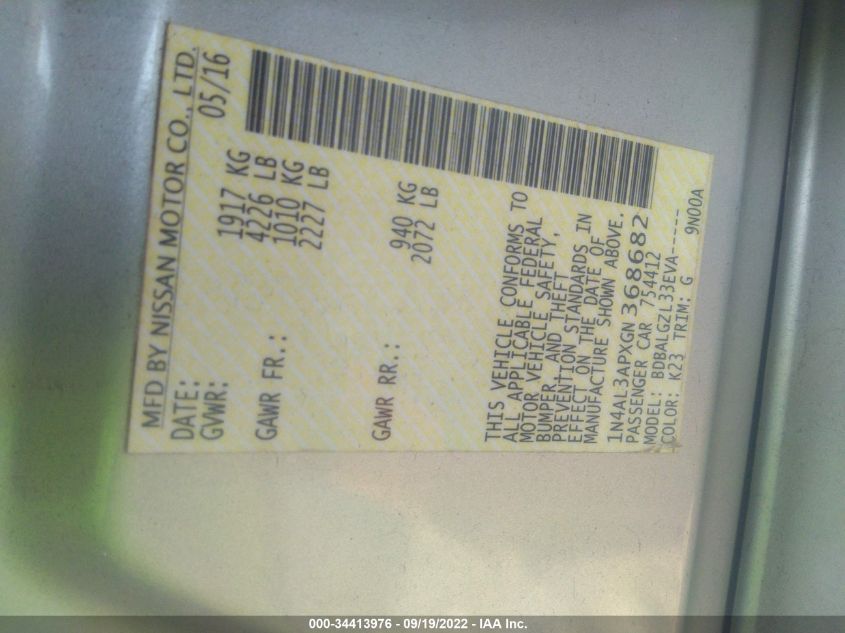 MFD BY NISSAN MOTOR CO., LTD.
DATE: 05/16
GVWR: 1917 KG
4226 LB
GAWR FR.: 1010 KG
2227 LB
GAWR RR.: 940 KG
2072 LB
THIS VEHICLE CONFORMS TO
ALL APPLICABLE FEDERAL
MOTOR VEHICLE SAFETY,
BUMPER, AND THEFT
PREVENTION STANDARDS IN
EFFECT ON THE DATE OF
MANUFACTURE SHOWN ABOVE.
1N4AL3APXGN368682
PASSENGER CAR 754412
MODEL: BDBALGZL33EVA-----
COLOR: K23 TRIM: G 9N00A
000-34413976 - 09/19/2022 - IAA Inc.